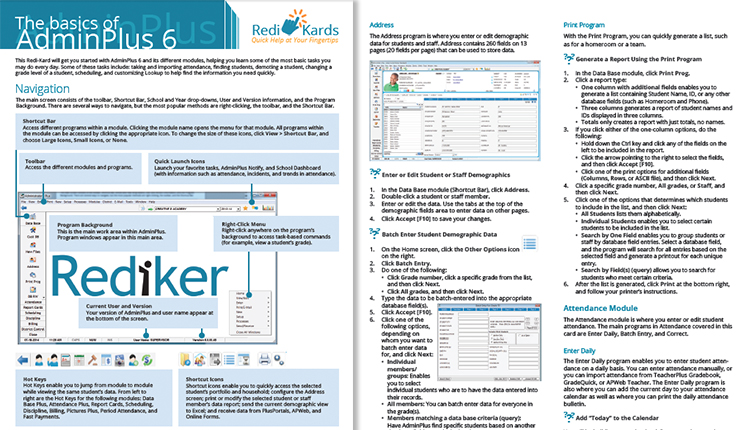 The basics of
AdminPlus 6
Redi Kards
Quick Help at Your Fingertips
This Redi-Kard will get you started with AdminPlus 6 and its different modules, helping you learn some of the most basic tasks you
may do every day. Some of these tasks include: taking and importing attendance, finding students, demoting a student, changing a
grade level of a student, scheduling, and customizing Lookup to help find the information you need quickly.
Navigation
The main screen consists of the toolbar, Shortcut Bar, School and Year drop-downs, User and Version information, and the Program
Background. There are several ways to navigate, but the most popular methods are right-clicking, the toolbar, and the Shortcut Bar.
Shortcut Bar
Access different programs within a module. Clicking the module name opens the menu for that module. All programs within
the module can be accessed by clicking the appropriate icon. To change the size of these icons, click View > Shortcut Bar, and
choose Large Icons, Small Icons, or None.
Toolbar
Access the different modules and programs.
Quick Launch Icons
Launch your favorite tasks, AdminPlus Notify, and School Dashboard
(with information such as attendance, incidents, and trends in attendance).
Program Background
This is the main work area within AdminPlus.
Program windows appear in this main area.
Right-Click Menu
Right-click anywhere on the program's
background to access task-based commands
(for example, view a student's grade).
Rediker
Current User and Version
Your version of AdminPlus and user name appear at
the bottom of the screen.
Hot Keys
Hot Keys enable you to jump from module to module
while viewing the same student's data. From left to
right are the Hot Keys for the following modules: Data
Base Plus, Attendance Plus, Report Cards, Scheduling,
Discipline, Billing, Pictures Plus, Period Attendance, and
Fast Payments.
Shortcut Icons
Shortcut Icons enable you to quickly access the selected
student's portfolio and household; configure the Address
screen; print or modify the selected student or staff
member's data report; send the current demographic view
to Excel; and receive data from PlusPortals, APWeb, and
Online Forms.
Address
The Address program is where you enter or edit demographic
data for students and staff. Address contains 260 fields on 13
pages (20 fields per page) that can be used to store data.
Enter or Edit Student or Staff Demographics
1. In the Data Base module (Shortcut Bar), click Address.
2. Double-click a student or staff member.
3. Enter or edit the data. Use the tabs at the top of the
demographic fields area to enter data on other pages.
4. Click Accept [F10] to save your changes.
Batch Enter Student Demographic Data
1. On the Home screen, click the Other Options icon
on the right.
2. Click Batch Entry.
3. Do one of the following:
• Click Grade number, click a specific grade from the list,
and then click Next.
• Click All grades, and then click Next.
4. Type the data to be batch-entered into the appropriate
database field(s).
5. Click Accept [F10].
6. Click one of the
following options,
depending on
whom you want to
batch enter data
for, and click Next:
• Individual
members/
groups: Enables
you to select
individual students who are to have the data entered into
their records.
• All members: You can batch enter data for everyone in
the grade(s).
• Members matching a data base criteria (query):
Have AdminPlus find specific students based on another
Print Program
With the Print Program, you can quickly generate a list, such
as for a homeroom or a team.
Generate a Report Using the Print Program
1. In the Data Base module, click Print Prog.
2. Click a report type:
• One column with additional fields enables you to
generate a list containing Student Name, ID, or any other
database fields (such as Homeroom and Phone).
• Three columns generates a report of student names and
IDs displayed in three columns.
• Totals only creates a report with just totals, no names.
3. If you click either of the one-column options, do the
following:
• Hold down the Ctrl key and click any of the fields on
the left to be included in the report.
• Click the arrow pointing to the right to select the fields,
and then click Accept [F10].
• Click one of the print options for additional fields
(Columns, Rows, or ASCII file), and then click Next.
4. Click a specific grade number, All grades, or Staff, and
then click Next.
5. Click one of the options that determines which students
to include in the list, and then click Next:
• All Students lists them alphabetically.
• Individual Students enables you to select certain
students to be included in the list.
• Search by One Field enables you to group students or
staff by database field entries. Select a database field,
and the program will search for all entries based on the
selected field and generate a printout for each unique
entry.
• Search by Field(s) (query) allows you to search for
students who meet certain criteria.
6. After the list is generated, click Print at the bottom right,
and follow your printer's instructions.
Attendance Module
The Attendance module is where you enter or edit student
attendance. The main programs in Attendance covered in this
card are Enter Daily, Batch Entry, and Correct.
Enter Daily
The Enter Daily program enables you to enter student atten-
dance on a daily basis. You can enter attendance manually, or
you can import attendance from TeacherPlus Gradebook,
GradeQuick, or APWeb Teacher. The Enter Daily program is
also where you can add the current day to your attendance
calendar as well as where you can print the daily attendance
bulletin.
Add "Today" to the Calendar